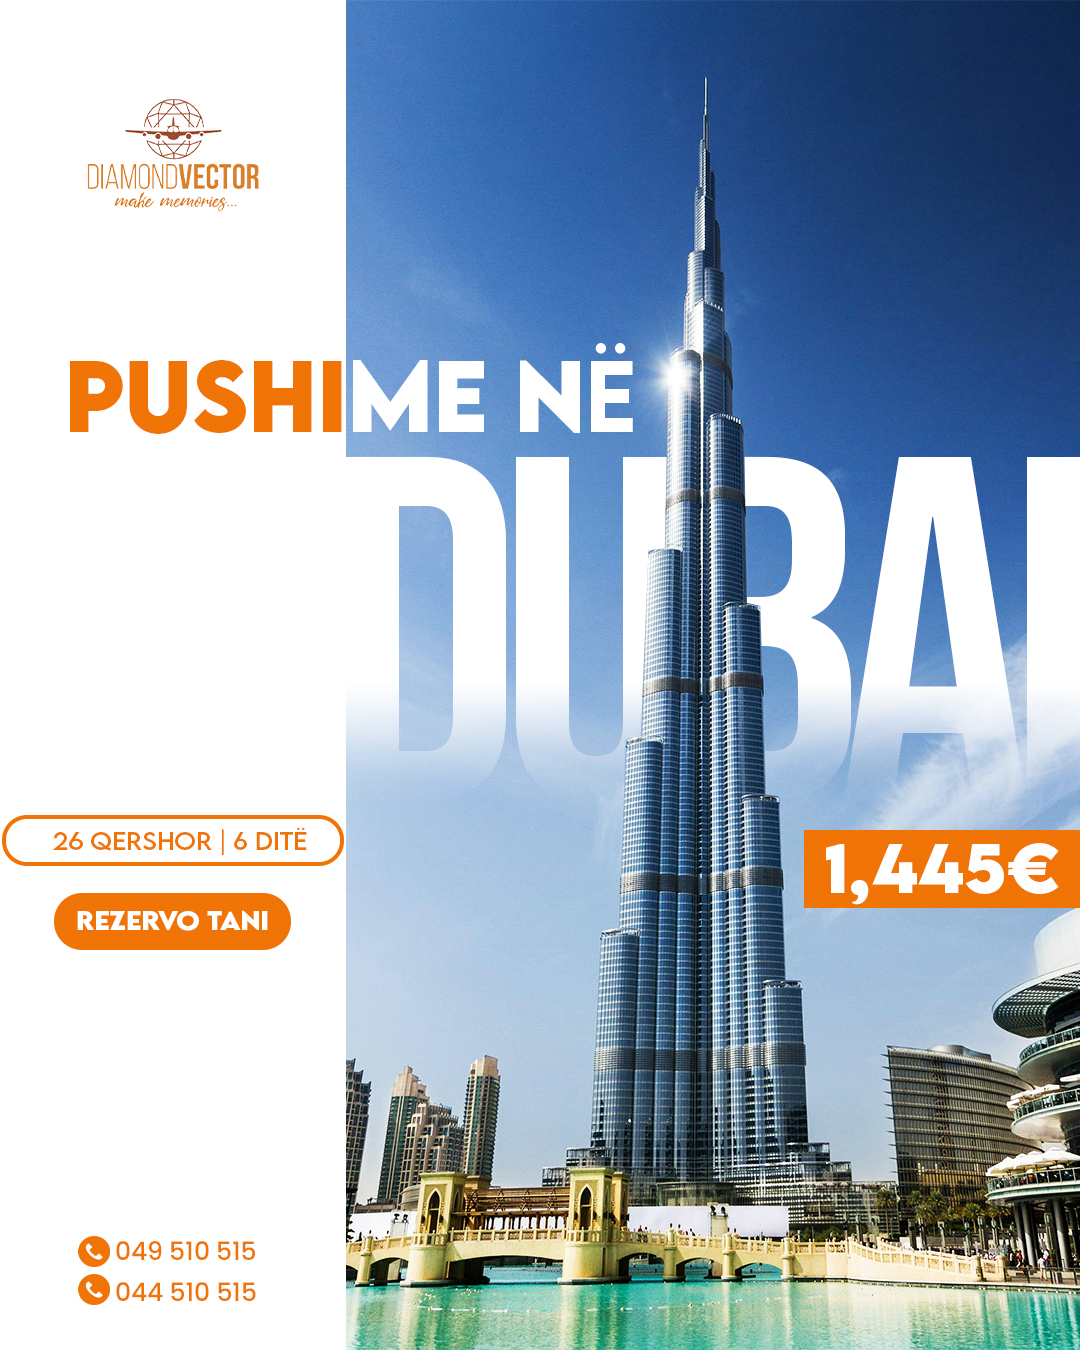 DIAMONDVECTOR
make memories...
PUSHIME NË
DUBAI
26 QERSHOR | 6 DITË
1,445€
REZERVO TANI
049 510 515
044 510 515